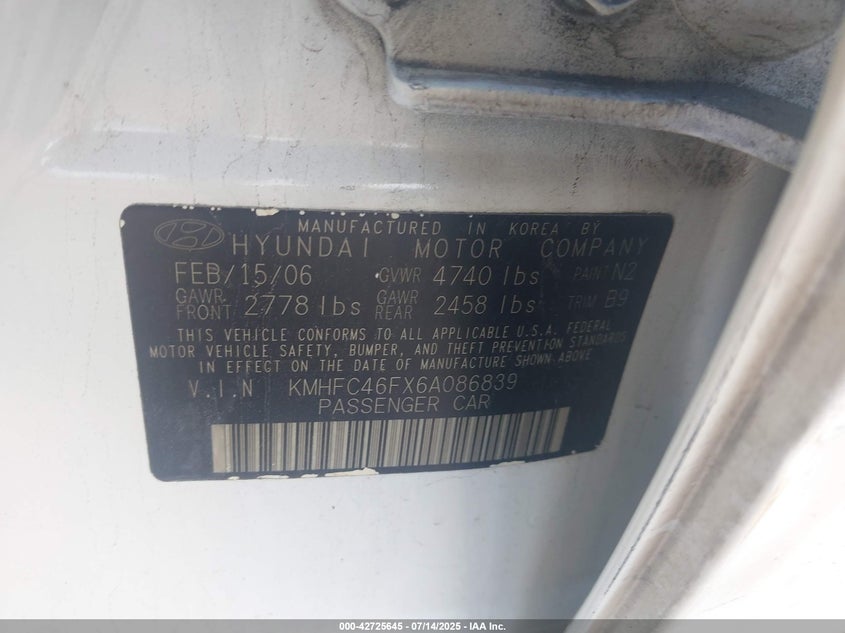 MANUFACTURED IN KOREA BY
HYUNDAI MOTOR COMPANY
FEB/15/06 GVWR 4740 lbs PAINT N2
GAWR FRONT 2778 lbs GAWR REAR 2458 lbs TRIM B9
THIS VEHICLE CONFORMS TO ALL APPLICABLE U.S.A. FEDERAL
MOTOR VEHICLE SAFETY, BUMPER, AND THEFT PREVENTION STANDARDS
IN EFFECT ON THE DATE OF MANUFACTURE SHOWN ABOVE.
V.I.N KMHFC46FX6A086839
PASSENGER CAR
000-42725645 - 07/14/2025 - IAA Inc.